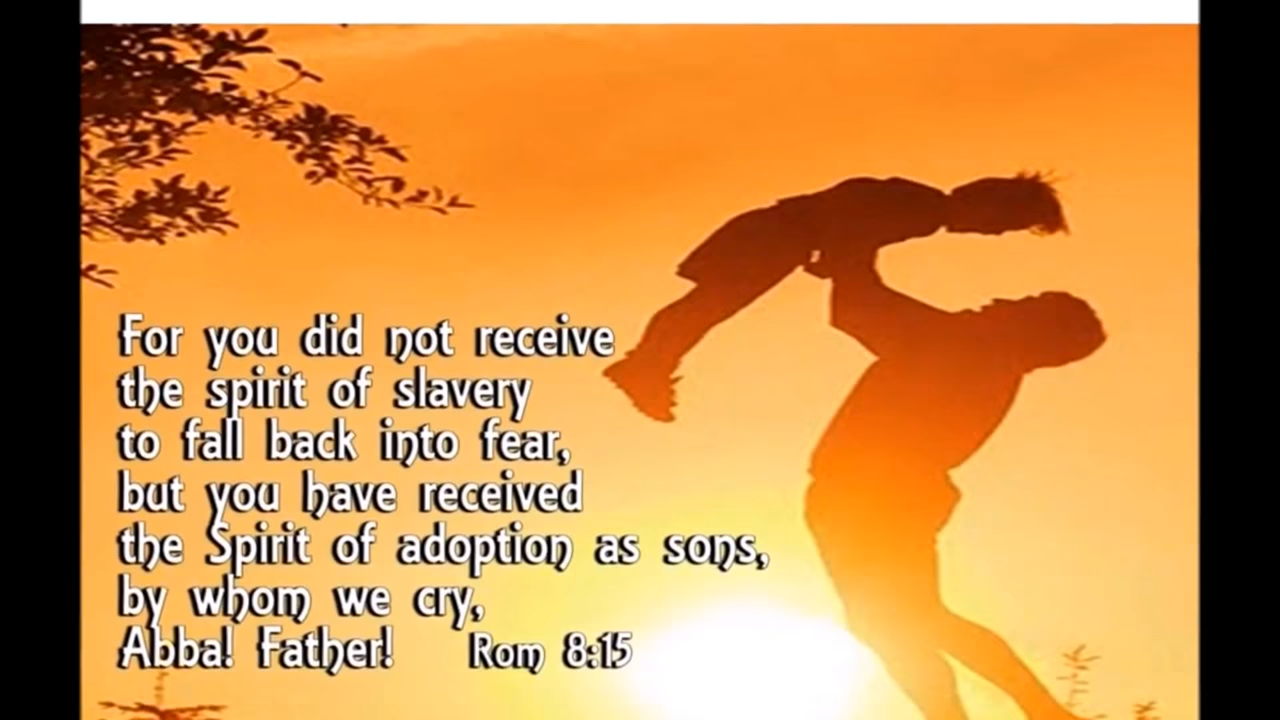 For you did not receive
the spirit of slavery
to fall back into fear,
but you have received
the Spirit of adoption as sons,
by whom we cry,
Abba! Father! Rom 8:15